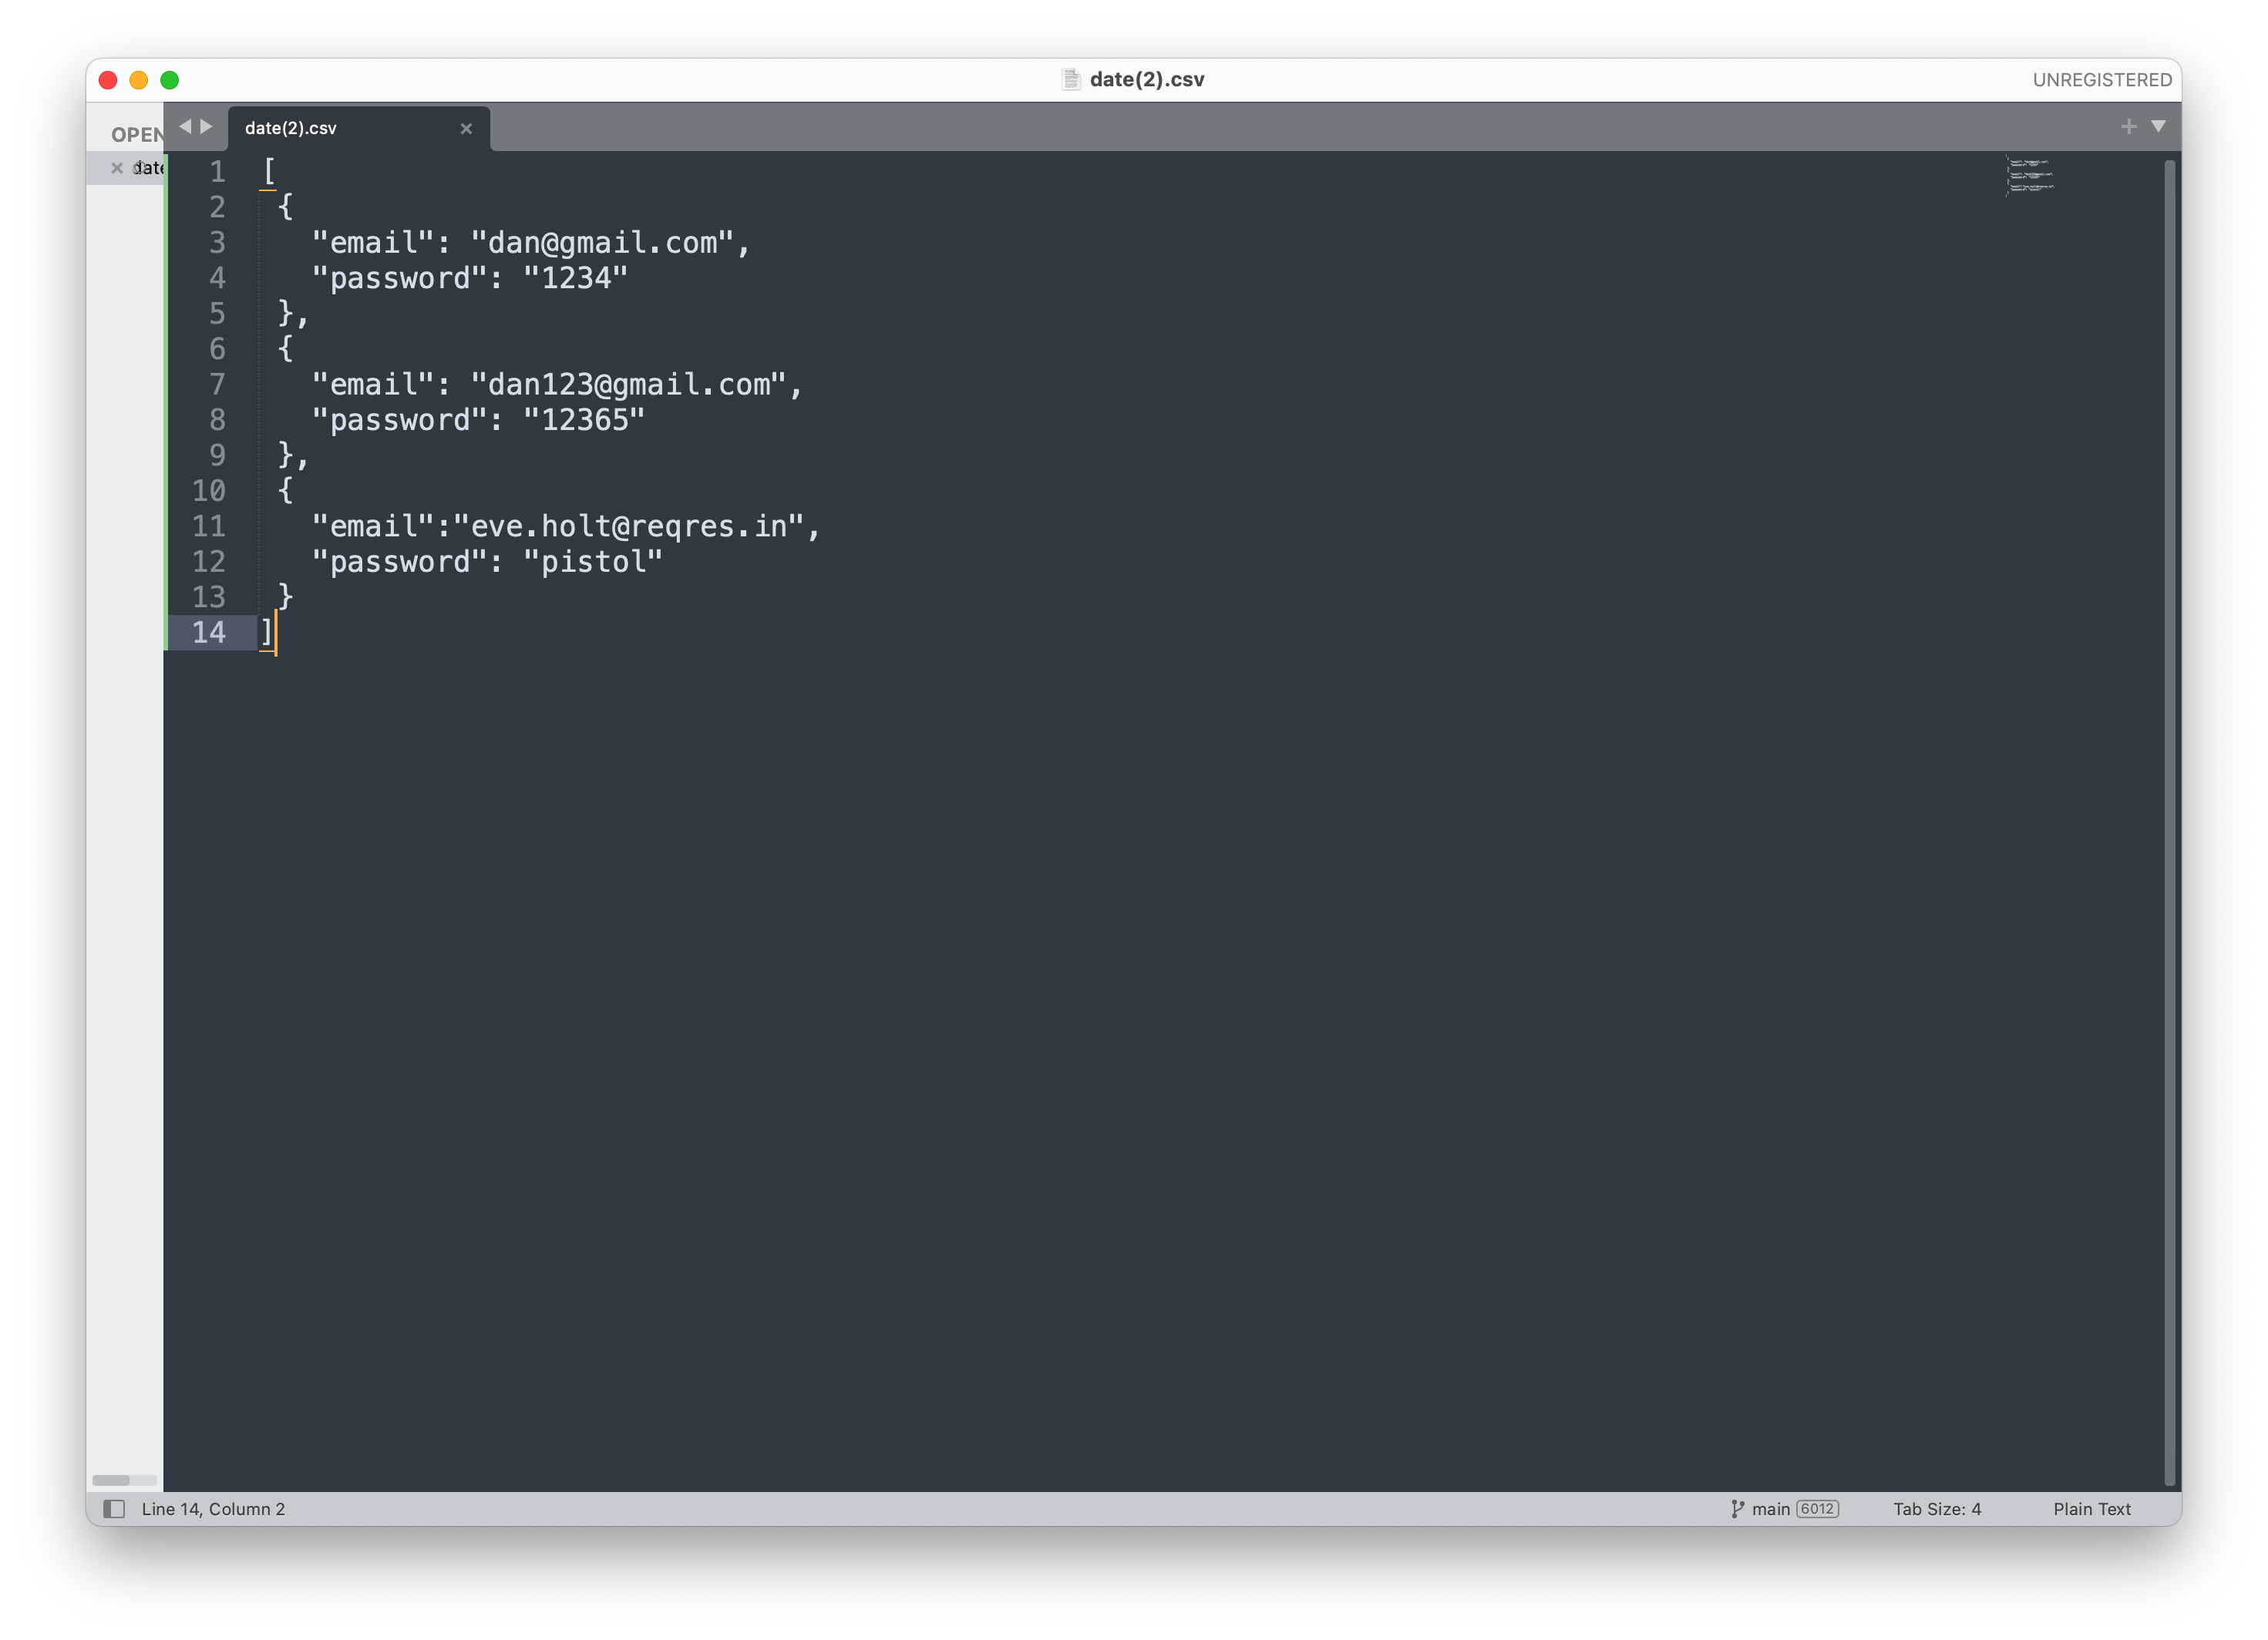 date(2).csv
UNREGISTERED
OPEN
date(2).csv
date
1 [
2 {
3 "email": "dan@gmail.com",
4 "password": "1234"
5 },
6 {
7 "email": "dan123@gmail.com",
8 "password": "12365"
9 },
10 {
11 "email":"eve.holt@reqres.in",
12 "password": "pistol"
13 }
14 ]
Line 14, Column 2
main 6012
Tab Size: 4
Plain Text